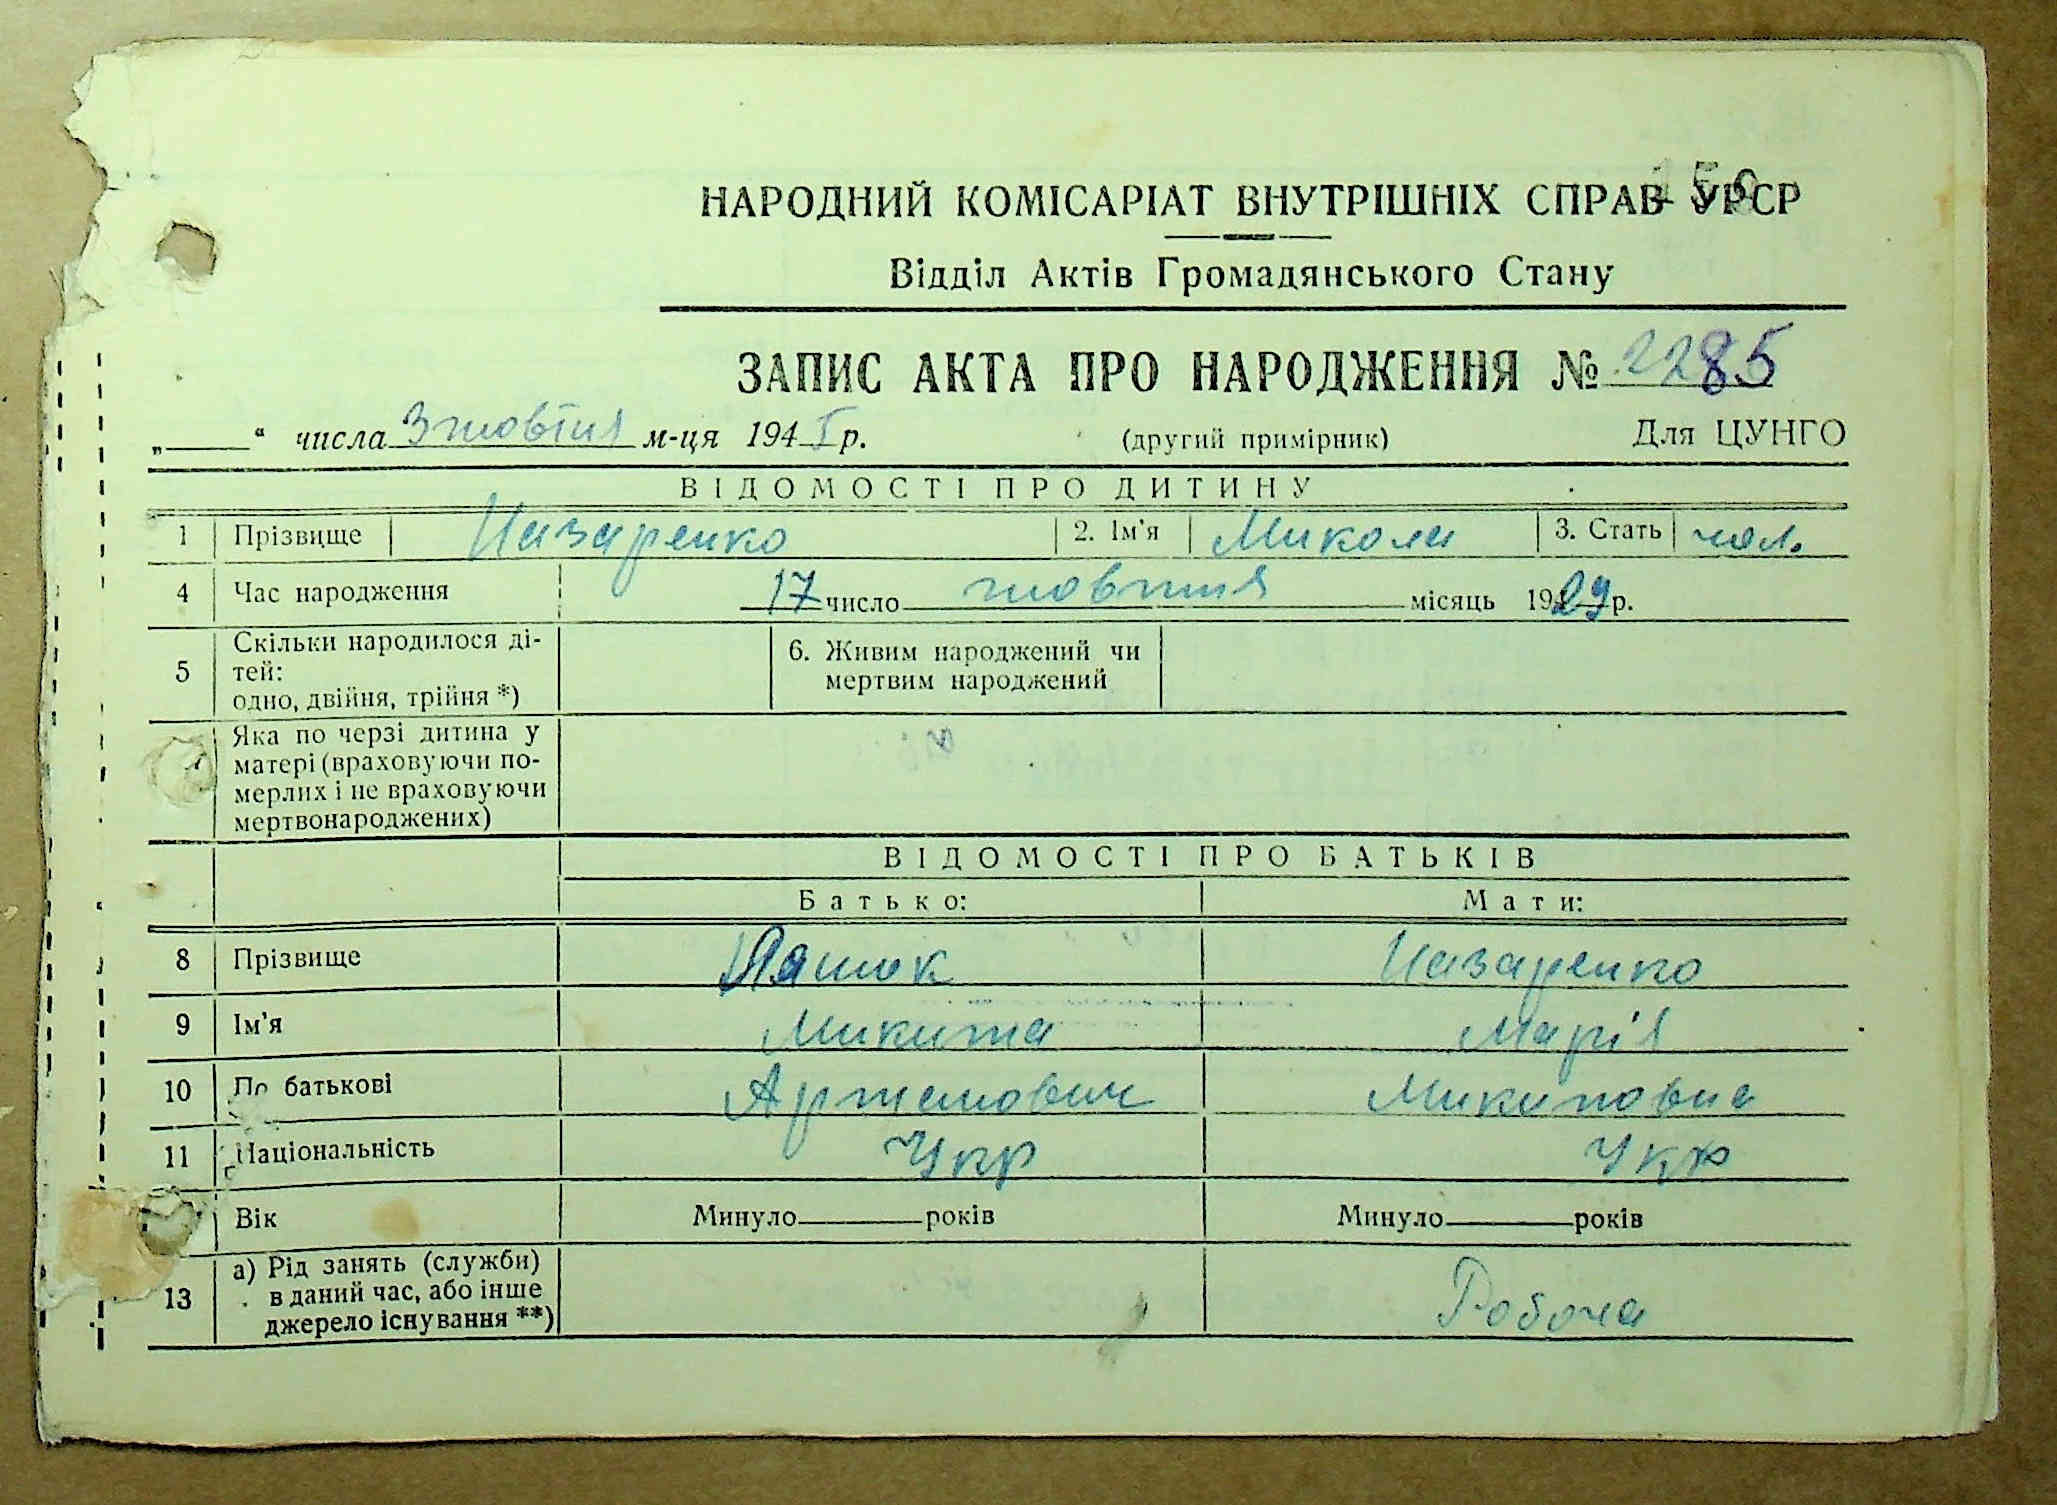 НАРОДНИЙ КОМІСАРІАТ ВНУТРІШНІХ СПРАВ УРСР
Відділ Актів Громадянського Стану
ЗАПИС АКТА ПРО НАРОДЖЕННЯ № 2285
„ “ числа 3 жовтня м-ця 1941 р. (другий примірник) Для ЦУНГО
ВІДОМОСТІ ПРО ДИТИНУ
1 Прізвище Назаренко 2. Ім'я Микола 3. Стать чол.
4 Час народження 17 число жовтня місяць 1929 р.
5 Скільки народилося ді-
тей:
одно, двійня, трійня *) 6. Живим народжений чи
мертвим народжений
Яка по черзі дитина у
матері (враховуючи по-
мерлих і не враховуючи
мертвонароджених)
ВІДОМОСТІ ПРО БАТЬКІВ
Батько: Мати:
8 Прізвище Назаренко
9 Ім'я Микита Марія
10 По батькові Артемович Микитовна
11 Національність Укр Укр
Вік Минуло років Минуло років
13 а) Рід занять (служби)
в даний час, або інше
джерело існування **) Робоча